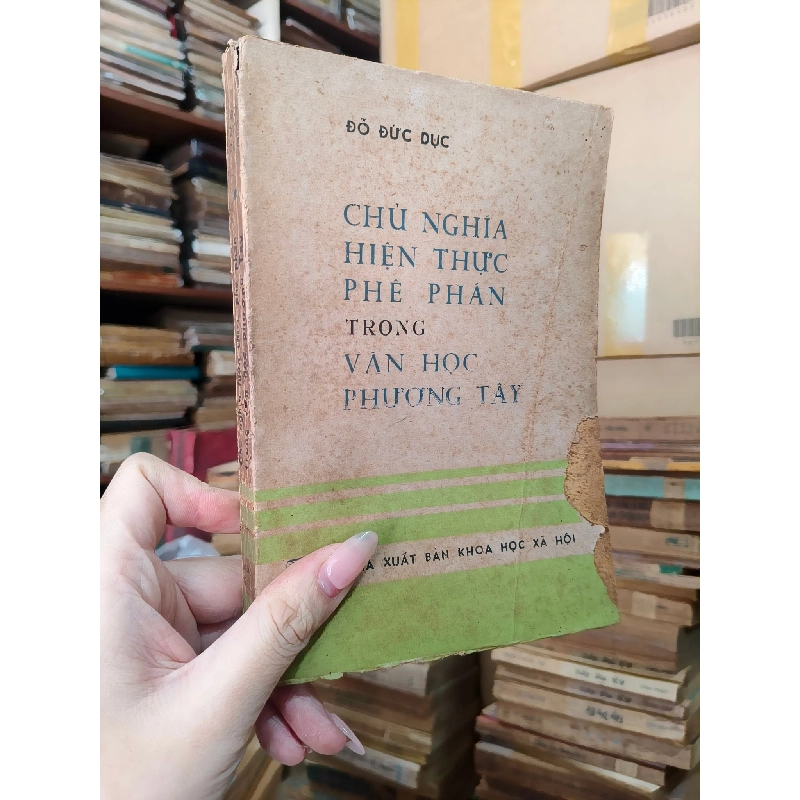 ĐỖ ĐỨC DỤC
CHỦ NGHĨA
HIỆN THỰC
PHÊ PHÁN
TRONG
VĂN HỌC
PHƯƠNG TÂY
XUẤT BẢN KHOA HỌC XÃ HỘI